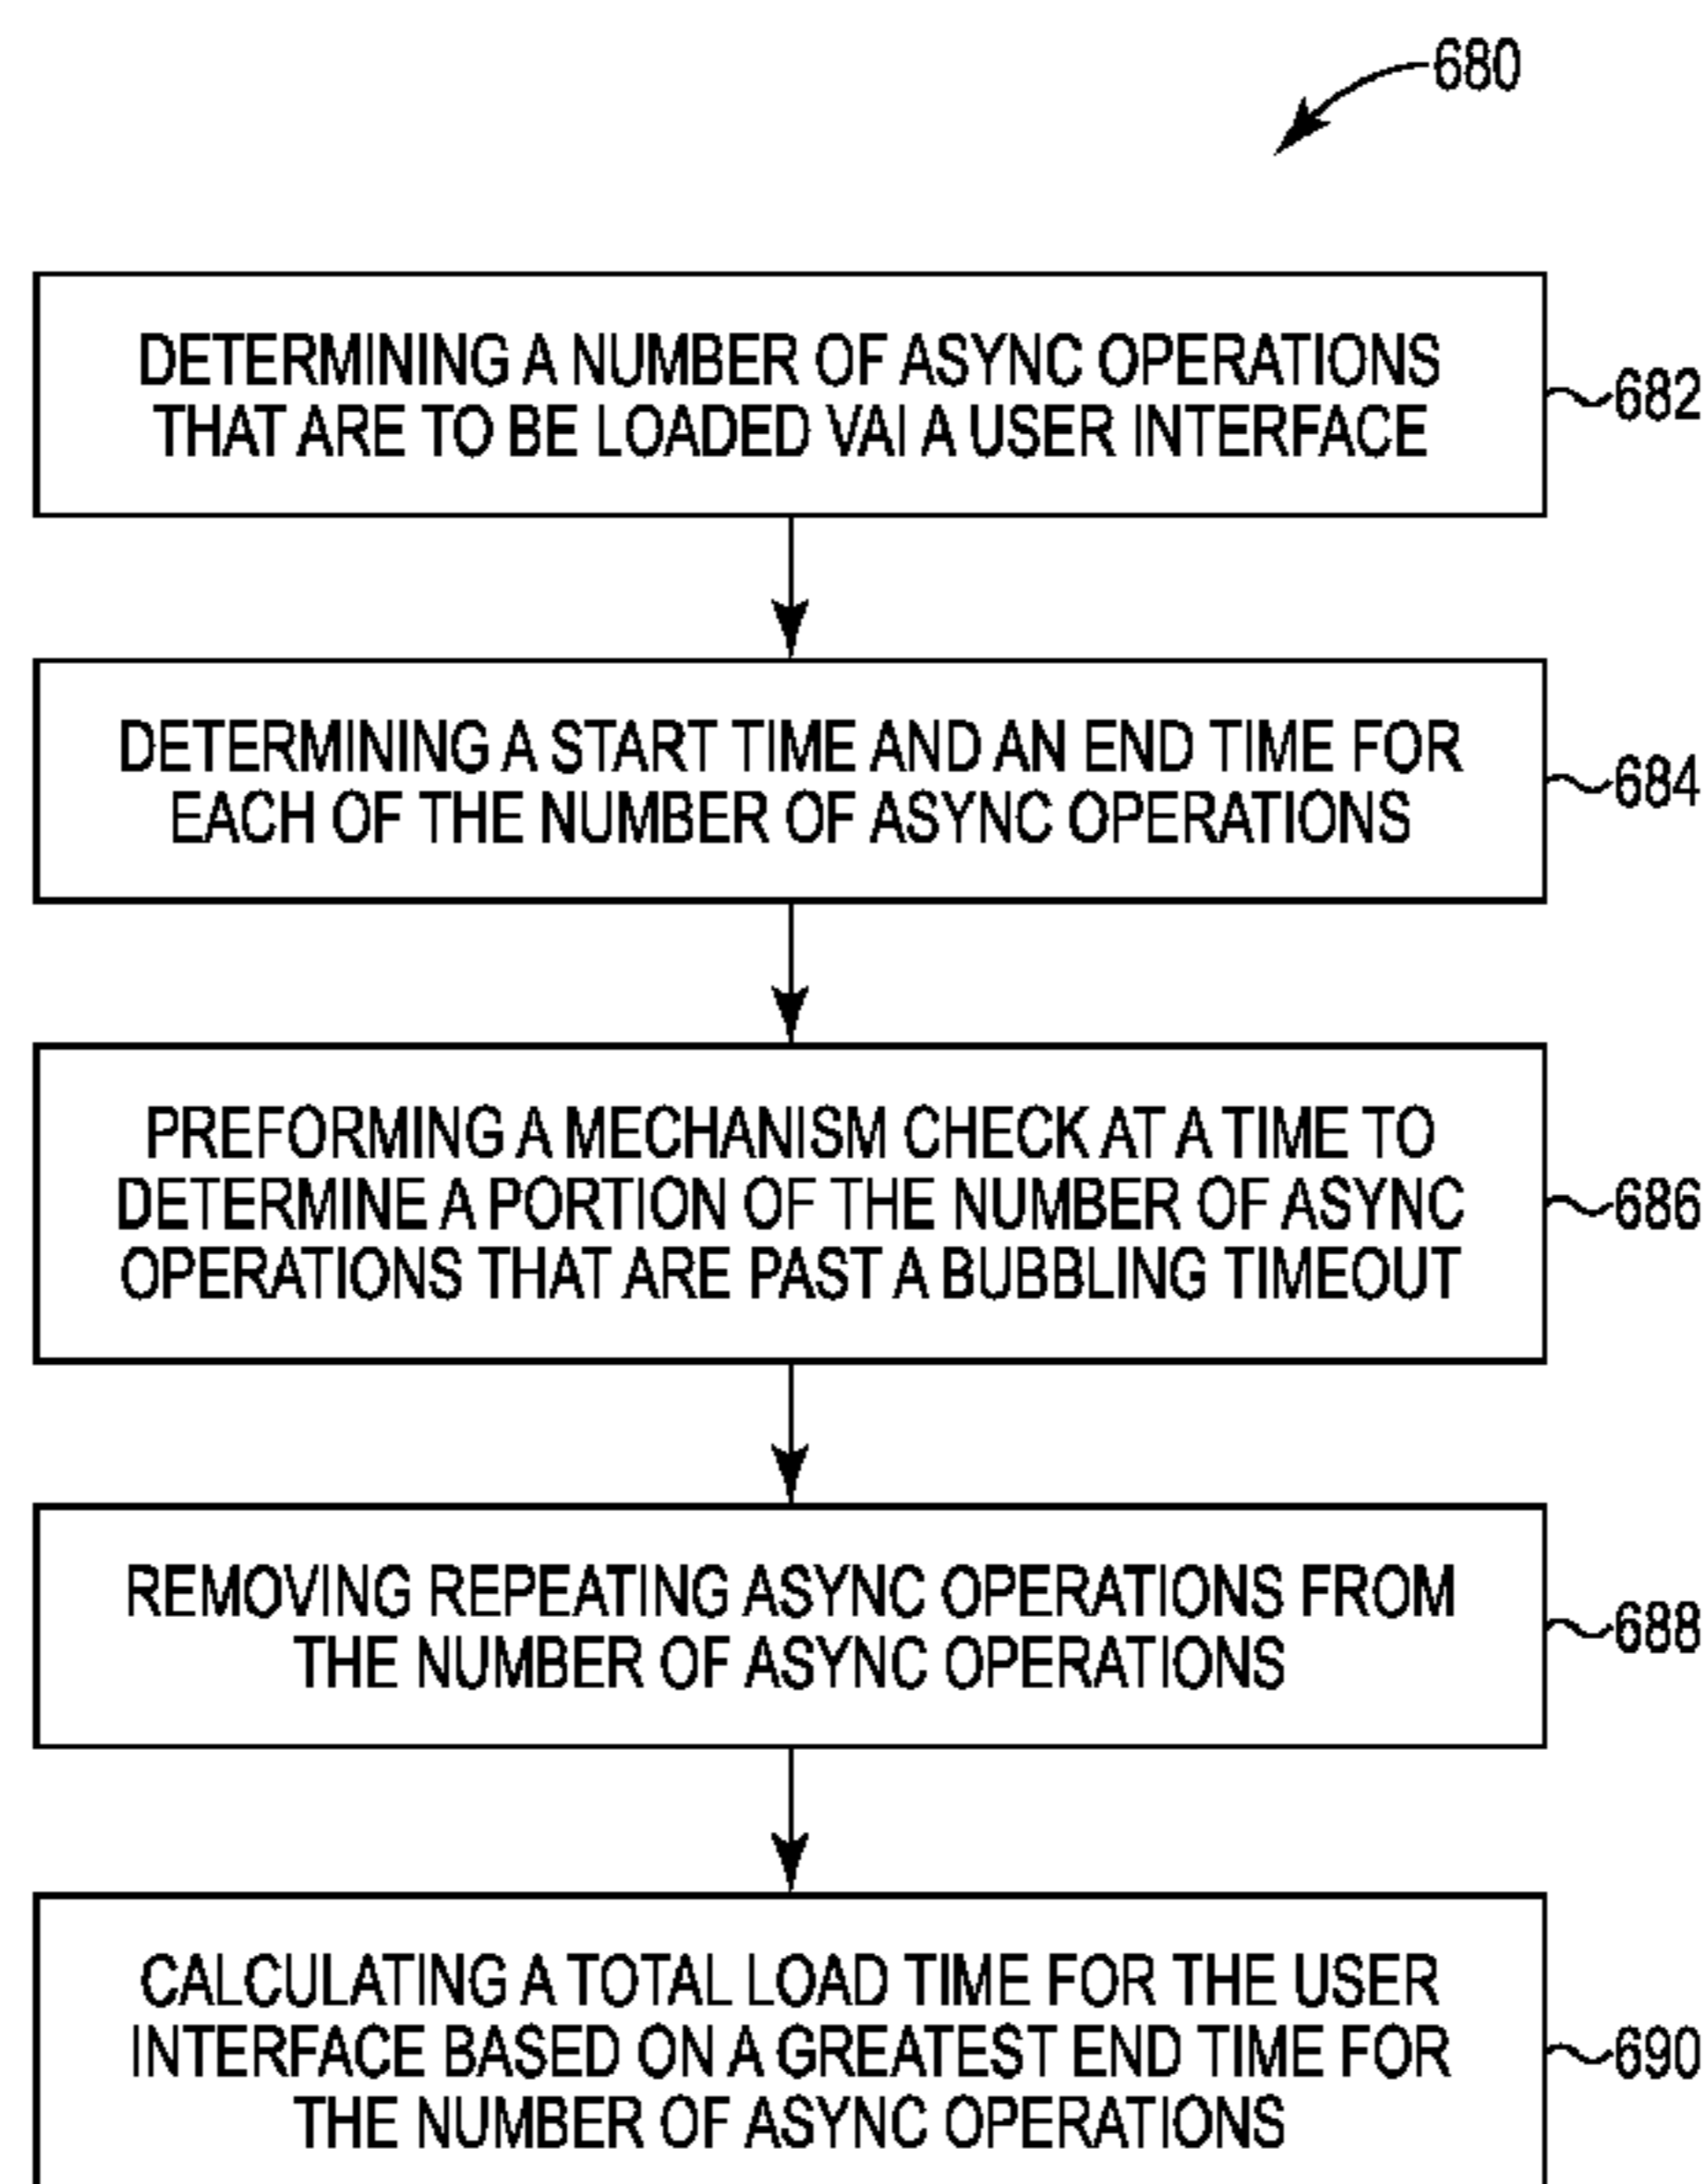 680
DETERMINING A NUMBER OF ASYNC OPERATIONS
THAT ARE TO BE LOADED VAI A USER INTERFACE
682
DETERMINING A START TIME AND AN END TIME FOR
EACH OF THE NUMBER OF ASYNC OPERATIONS
684
PREFORMING A MECHANISM CHECK AT A TIME TO
DETERMINE A PORTION OF THE NUMBER OF ASYNC
OPERATIONS THAT ARE PAST A BUBBLING TIMEOUT
686
REMOVING REPEATING ASYNC OPERATIONS FROM
THE NUMBER OF ASYNC OPERATIONS
688
CALCULATING A TOTAL LOAD TIME FOR THE USER
INTERFACE BASED ON A GREATEST END TIME FOR
THE NUMBER OF ASYNC OPERATIONS
690